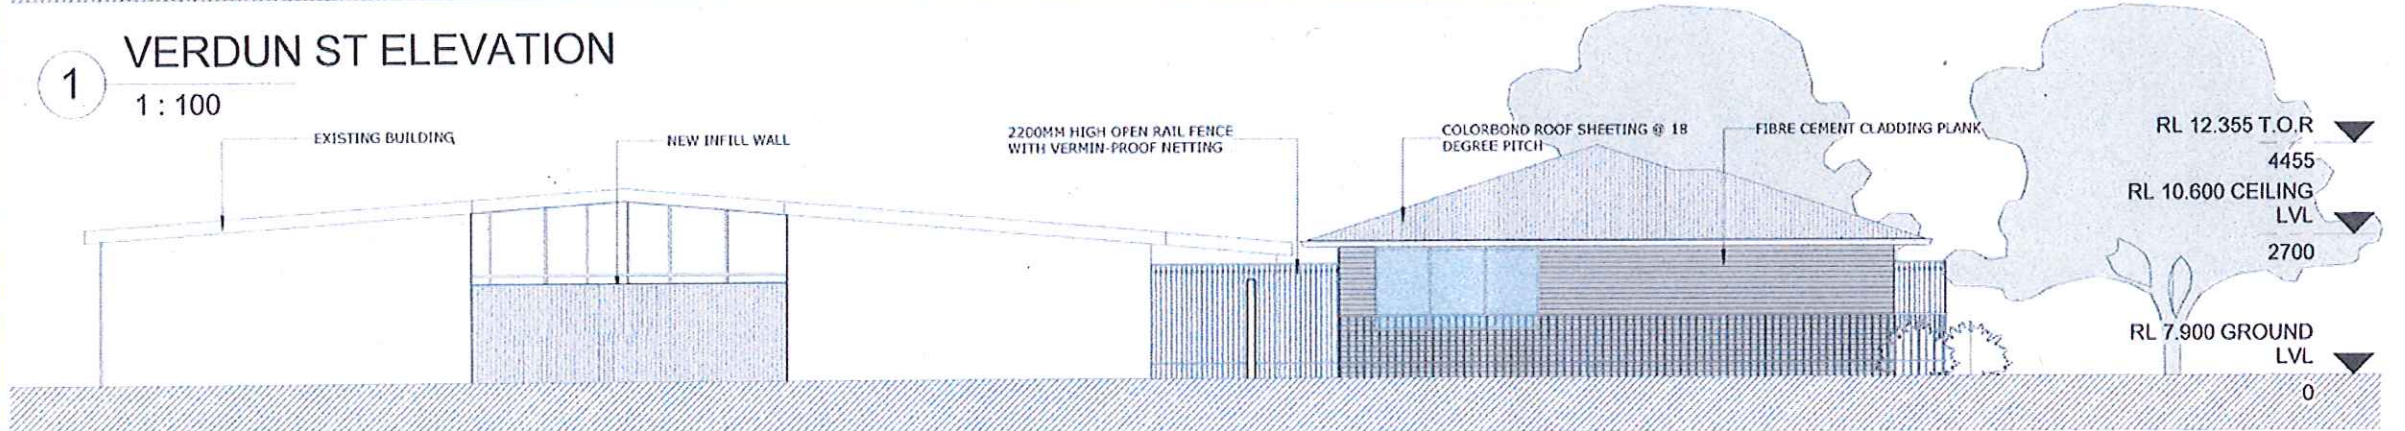 1
VERDUN ST ELEVATION
1 : 100
EXISTING BUILDING
NEW INFILL WALL
2200MM HIGH OPEN RAIL FENCE
WITH VERMIN-PROOF NETTING
COLORBOND ROOF SHEETING @ 18
DEGREE PITCH
FIBRE CEMENT CLADDING PLANK
RL 12.355 T.O.R
4455
RL 10.600 CEILING
LVL
2700
RL 7.900 GROUND
LVL
0